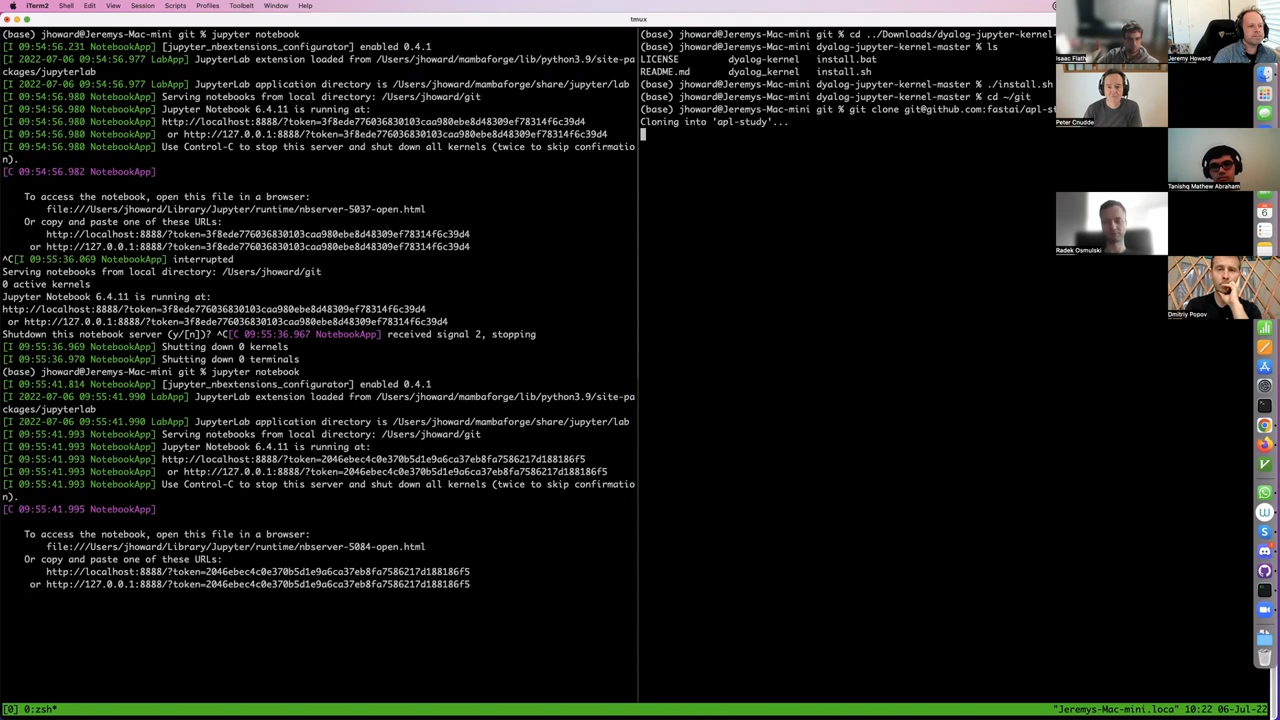 iTerm2 Shell Edit View Session Scripts Profiles Toolbelt Window Help
tmux
(base) jhoward@Jeremys-Mac-mini git % jupyter notebook
[I 09:54:56.231 NotebookApp] [jupyter_nbextensions_configurator] enabled 0.4.1
[I 2022-07-06 09:54:56.977 LabApp] JupyterLab extension loaded from /Users/jhoward/mambaforge/lib/python3.9/site-pa
ckages/jupyterlab
[I 2022-07-06 09:54:56.977 LabApp] JupyterLab application directory is /Users/jhoward/mambaforge/share/jupyter/lab
[I 09:54:56.980 NotebookApp] Serving notebooks from local directory: /Users/jhoward/git
[I 09:54:56.980 NotebookApp] Jupyter Notebook 6.4.11 is running at:
[I 09:54:56.980 NotebookApp] http://localhost:8888/?token=3f8ede776036830103caa980ebe8d48309ef78314f6c39d4
[I 09:54:56.980 NotebookApp]  or http://127.0.0.1:8888/?token=3f8ede776036830103caa980ebe8d48309ef78314f6c39d4
[I 09:54:56.980 NotebookApp] Use Control-C to stop this server and shut down all kernels (twice to skip confirmatio
n).
[C 09:54:56.982 NotebookApp]
To access the notebook, open this file in a browser:
file:///Users/jhoward/Library/Jupyter/runtime/nbserver-5037-open.html
Or copy and paste one of these URLs:
http://localhost:8888/?token=3f8ede776036830103caa980ebe8d48309ef78314f6c39d4
or http://127.0.0.1:8888/?token=3f8ede776036830103caa980ebe8d48309ef78314f6c39d4
^C[I 09:55:36.069 NotebookApp] interrupted
Serving notebooks from local directory: /Users/jhoward/git
0 active kernels
Jupyter Notebook 6.4.11 is running at:
http://localhost:8888/?token=3f8ede776036830103caa980ebe8d48309ef78314f6c39d4
or http://127.0.0.1:8888/?token=3f8ede776036830103caa980ebe8d48309ef78314f6c39d4
Shutdown this notebook server (y/[n])? ^C[C 09:55:36.967 NotebookApp] received signal 2, stopping
[I 09:55:36.969 NotebookApp] Shutting down 0 kernels
[I 09:55:36.970 NotebookApp] Shutting down 0 terminals
(base) jhoward@Jeremys-Mac-mini git % jupyter notebook
[I 09:55:41.814 NotebookApp] [jupyter_nbextensions_configurator] enabled 0.4.1
[I 2022-07-06 09:55:41.990 LabApp] JupyterLab extension loaded from /Users/jhoward/mambaforge/lib/python3.9/site-pa
ckages/jupyterlab
[I 2022-07-06 09:55:41.990 LabApp] JupyterLab application directory is /Users/jhoward/mambaforge/share/jupyter/lab
[I 09:55:41.993 NotebookApp] Serving notebooks from local directory: /Users/jhoward/git
[I 09:55:41.993 NotebookApp] Jupyter Notebook 6.4.11 is running at:
[I 09:55:41.993 NotebookApp] http://localhost:8888/?token=2046ebec4c0e370b5d1e9a6ca37eb8fa7586217d188186f5
[I 09:55:41.993 NotebookApp]  or http://127.0.0.1:8888/?token=2046ebec4c0e370b5d1e9a6ca37eb8fa7586217d188186f5
[I 09:55:41.993 NotebookApp] Use Control-C to stop this server and shut down all kernels (twice to skip confirmatio
n).
[C 09:55:41.995 NotebookApp]
To access the notebook, open this file in a browser:
file:///Users/jhoward/Library/Jupyter/runtime/nbserver-5084-open.html
Or copy and paste one of these URLs:
http://localhost:8888/?token=2046ebec4c0e370b5d1e9a6ca37eb8fa7586217d188186f5
or http://127.0.0.1:8888/?token=2046ebec4c0e370b5d1e9a6ca37eb8fa7586217d188186f5
(base) jhoward@Jeremys-Mac-mini git % cd ../Downloads/dyalog-jupyter-kernel-
(base) jhoward@Jeremys-Mac-mini dyalog-jupyter-kernel-master % ls
LICENSE dyalog-kernel install.bat
README.md dyalog_kernel install.sh
(base) jhoward@Jeremys-Mac-mini dyalog-jupyter-kernel-master % ./install.sh
(base) jhoward@Jeremys-Mac-mini dyalog-jupyter-kernel-master % cd ~/git
(base) jhoward@Jeremys-Mac-mini git % git clone git@github.com:fastai/apl-st
Cloning into 'apl-study'...
Isaac Flath
Jeremy Howard
Peter Cnudde
Tanishq Mathew Abraham
Radek Osmulski
Dmitriy Popov
6
[0] 0:zsh*
"Jeremys-Mac-mini.loca" 10:22 06-Jul-22